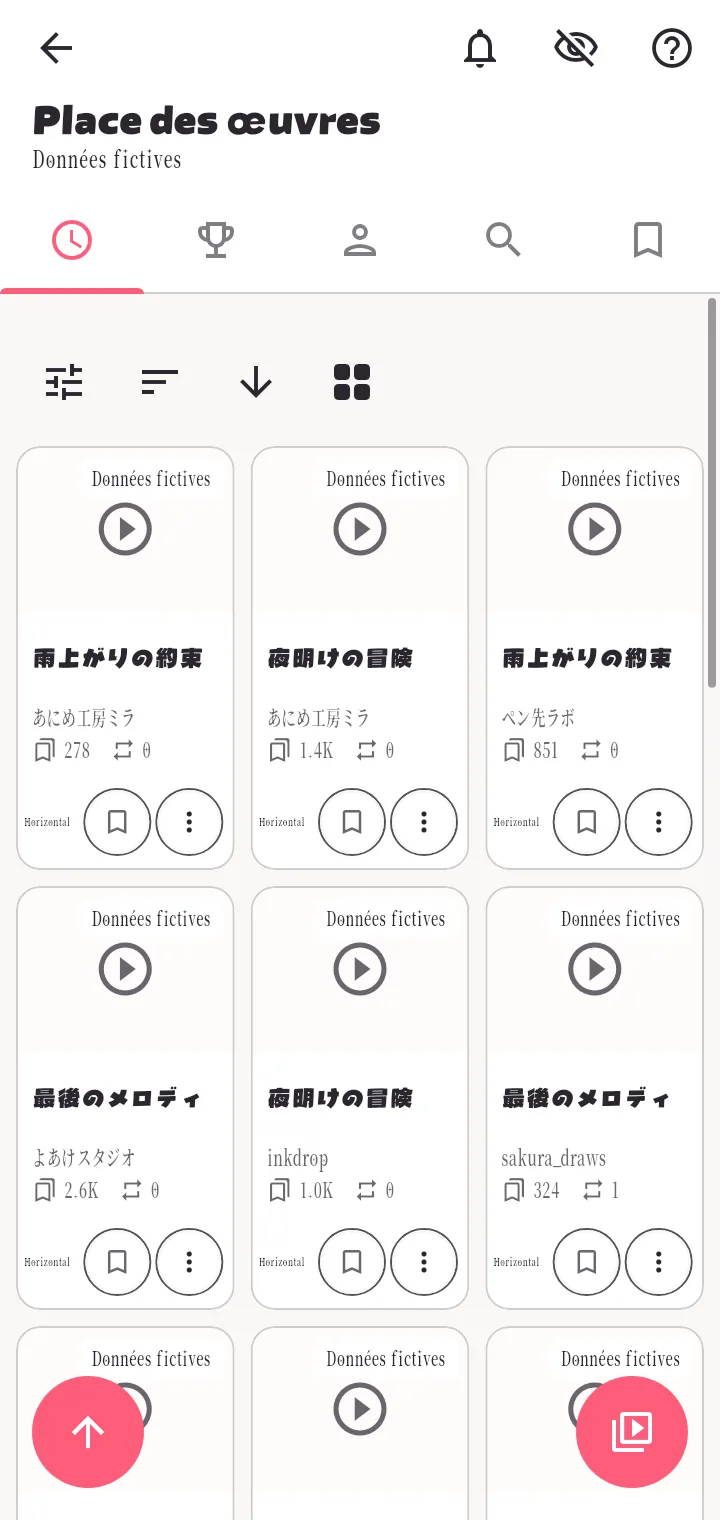 Place des œuvres
Données fictives
Données fictives
雨上がりの約束
あにめ工房ミラ
278 0
Horizontal
Données fictives
夜明けの冒険
あにめ工房ミラ
1.4K 0
Horizontal
Données fictives
雨上がりの約束
ペン先ラボ
851 0
Horizontal
Données fictives
最後のメロディ
よあけスタジオ
2.6K 0
Horizontal
Données fictives
夜明けの冒険
inkdrop
1.0K 0
Horizontal
Données fictives
最後のメロディ
sakura_draws
324 1
Horizontal
Données fictives
Données fictives
Données fictives